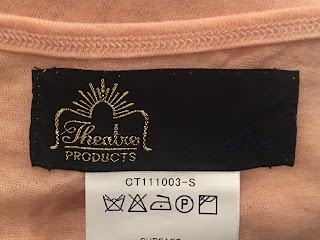 Theatre
PRODUCTS
CT111003-S
P